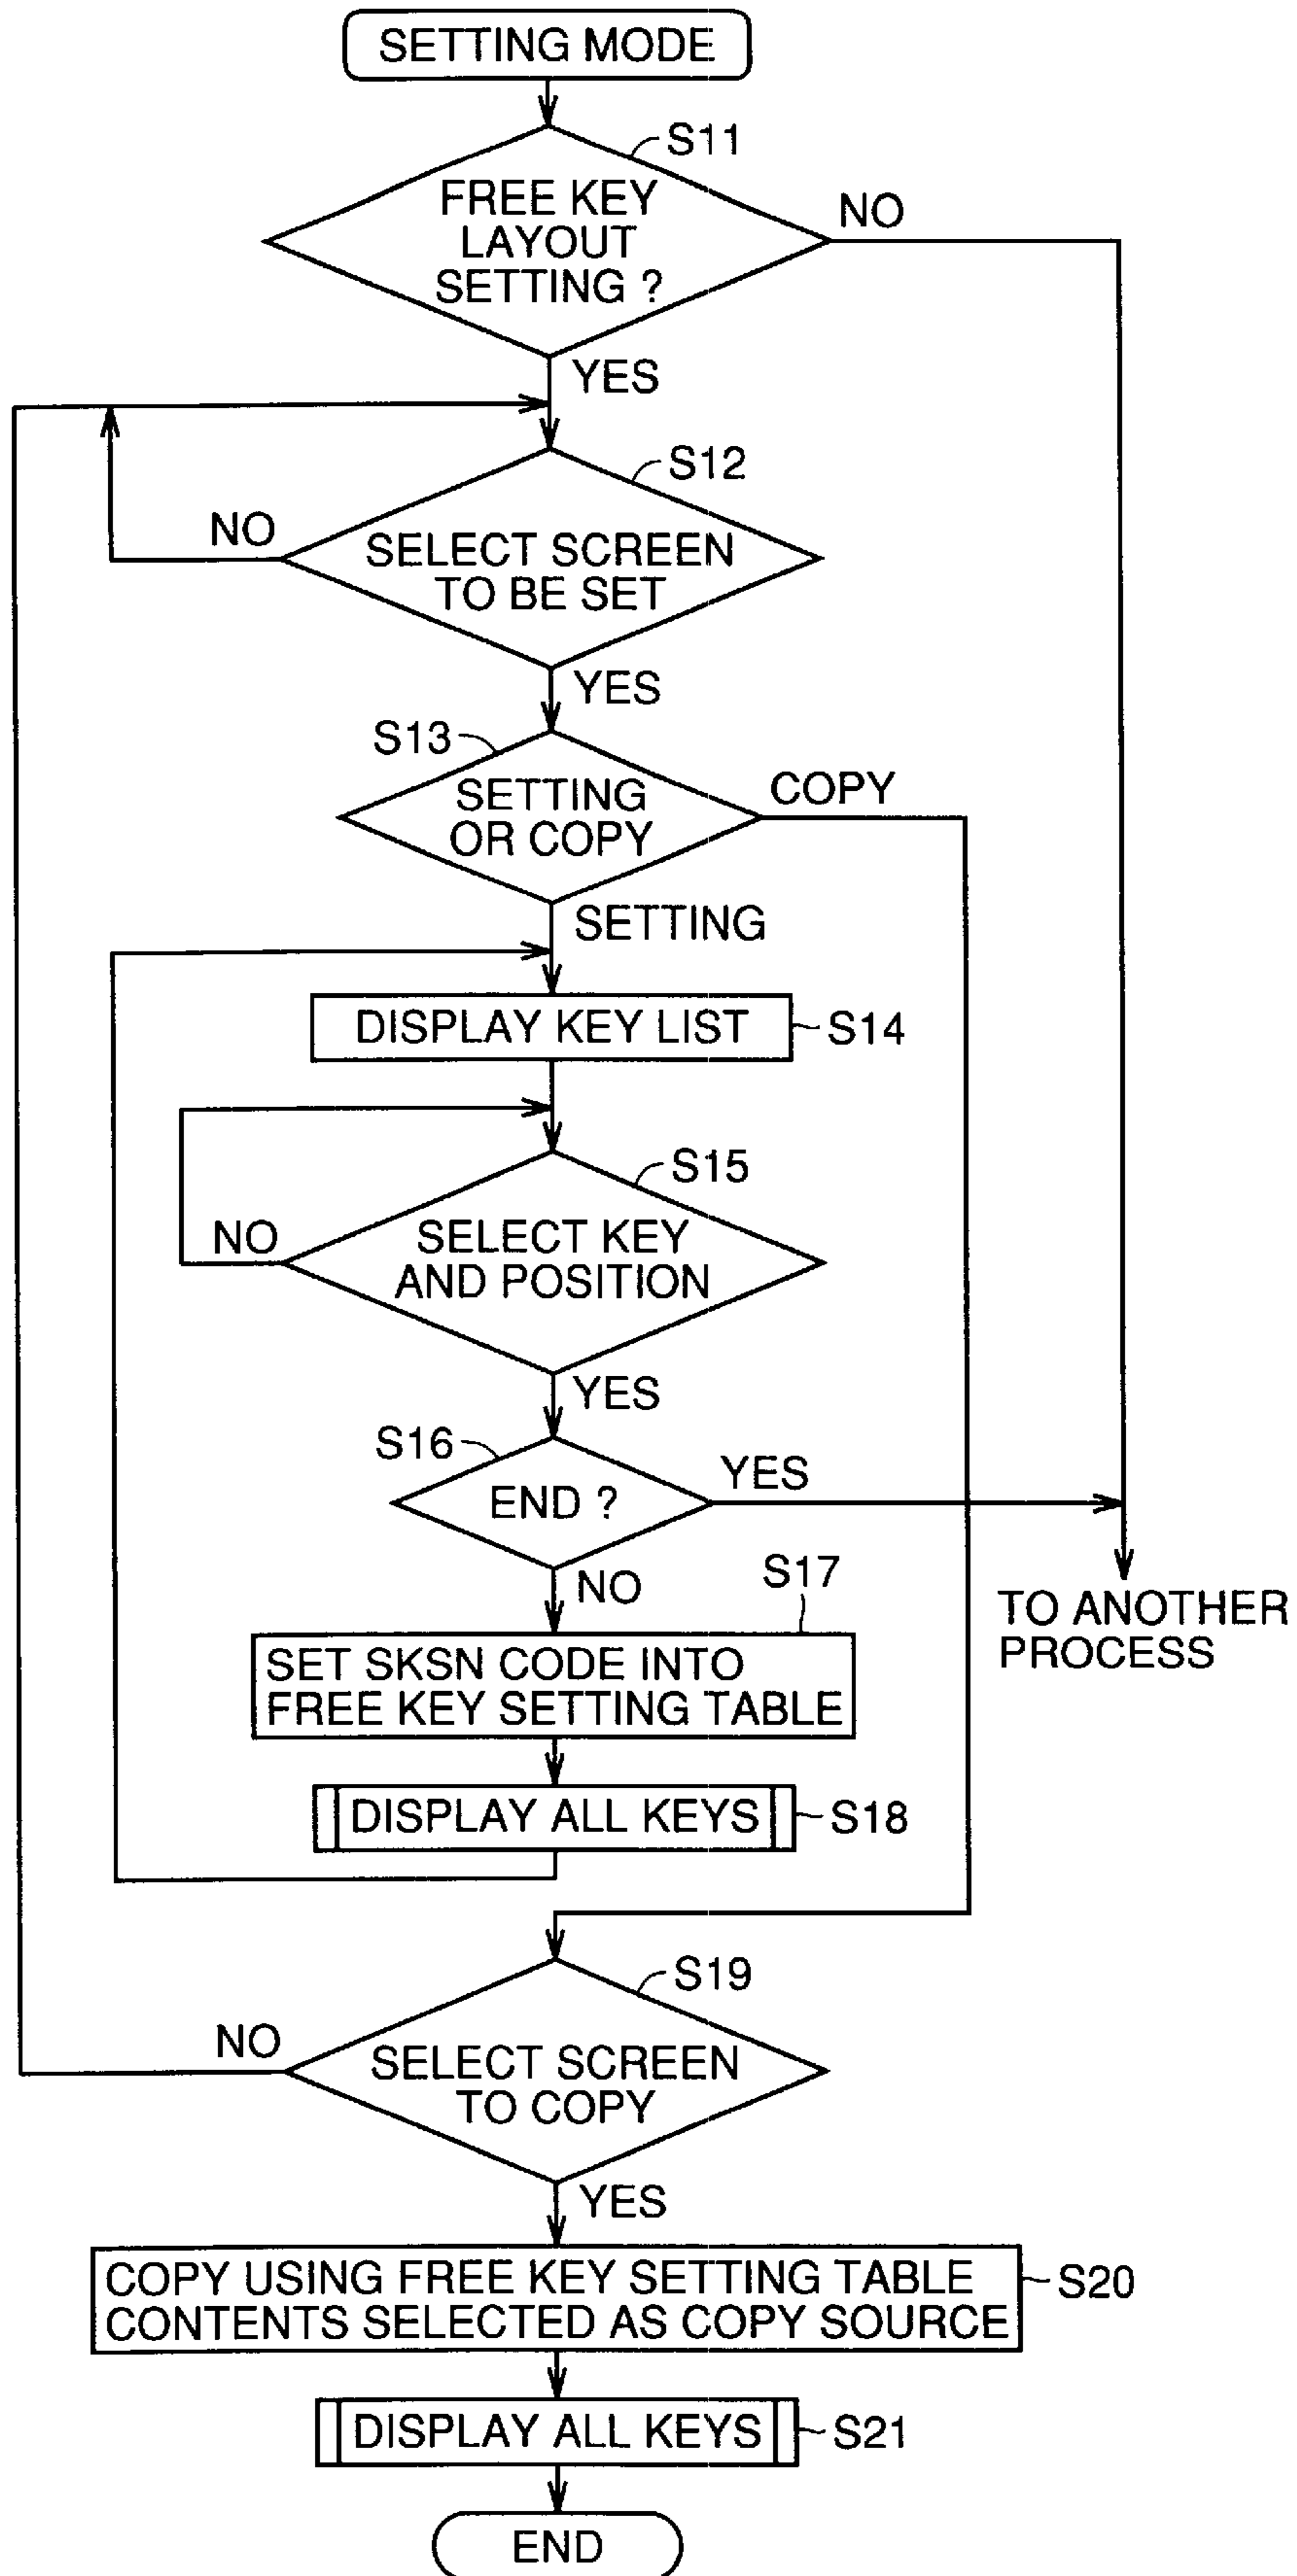 SETTING MODE
S11
FREE KEY
LAYOUT
SETTING ?
NO
YES
S12
NO
SELECT SCREEN
TO BE SET
YES
S13
SETTING
OR COPY
COPY
SETTING
DISPLAY KEY LIST
S14
S15
NO
SELECT KEY
AND POSITION
YES
S16
END ?
YES
NO
S17
TO ANOTHER
PROCESS
SET SKSN CODE INTO
FREE KEY SETTING TABLE
DISPLAY ALL KEYS
S18
S19
NO
SELECT SCREEN
TO COPY
YES
COPY USING FREE KEY SETTING TABLE
CONTENTS SELECTED AS COPY SOURCE
S20
DISPLAY ALL KEYS
S21
END